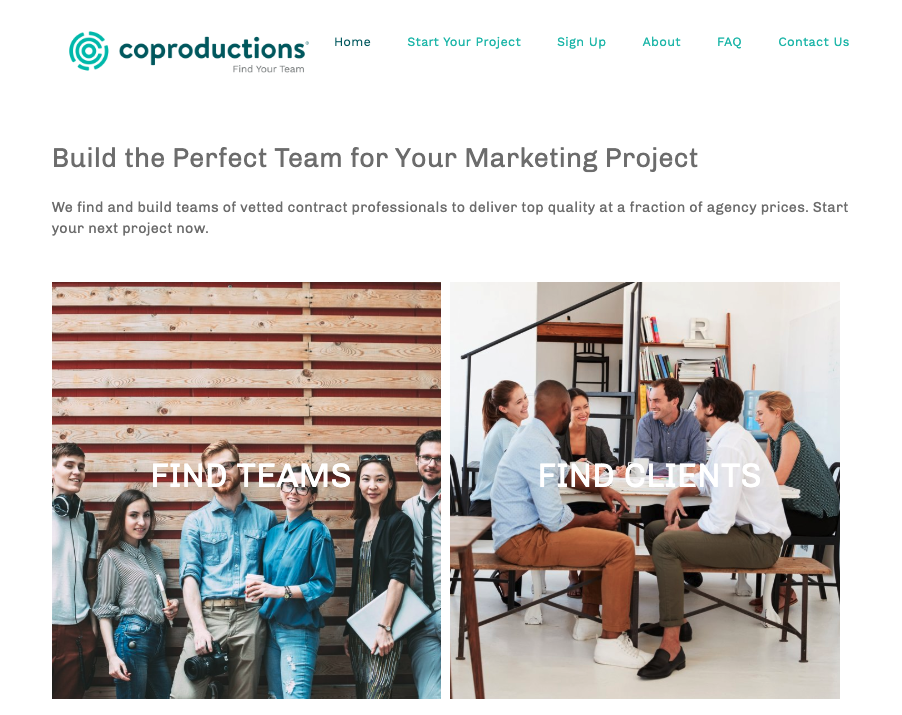 coproductions®
Find Your Team
Home Start Your Project Sign Up About FAQ Contact Us
Build the Perfect Team for Your Marketing Project
We find and build teams of vetted contract professionals to deliver top quality at a fraction of agency prices. Start
your next project now.
R
FIND TEAMS
FIND CLIENTS